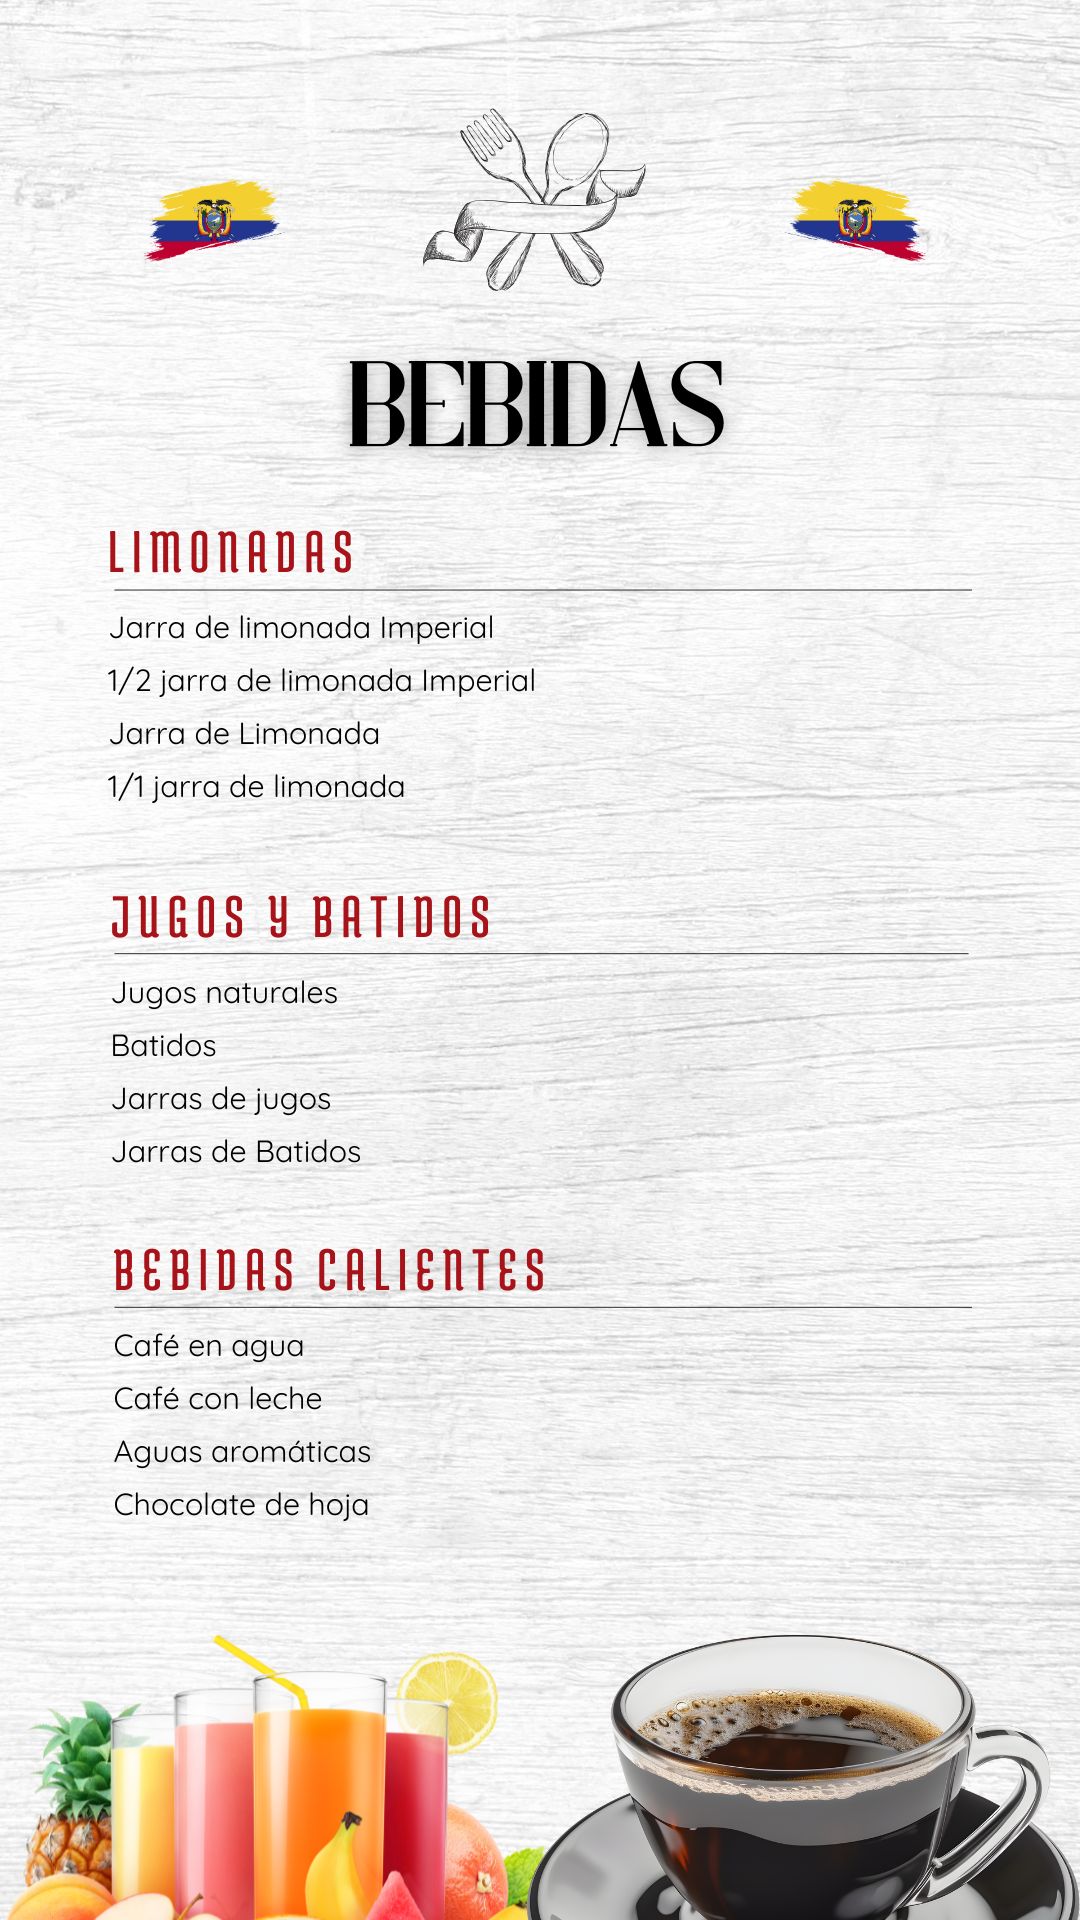 BEBIDAS
LIMONADAS
Jarra de limonada Imperial
1/2 jarra de limonada Imperial
Jarra de Limonada
1/1 jarra de limonada
JUGOS Y BATIDOS
Jugos naturales
Batidos
Jarras de jugos
Jarras de Batidos
BEBIDAS CALIENTES
Café en agua
Café con leche
Aguas aromáticas
Chocolate de hoja